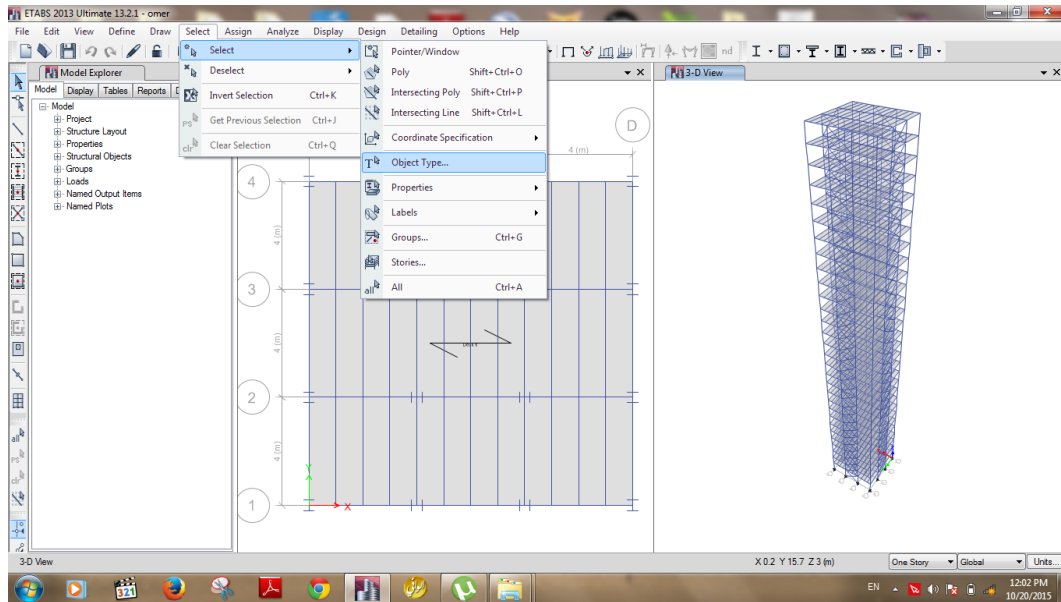 ETABS 2013 Ultimate 13.2.1 - omer
File Edit View Define Draw Select Assign Analyze Display Design Detailing Options Help
nd
Model Explorer
Model Display Tables Reports
Model
Project
Structure Layout
Properties
Structural Objects
Groups
Loads
Named Output Items
Named Plots
Select
Deselect
Invert Selection Ctrl+K
Get Previous Selection Ctrl+J
Clear Selection Ctrl+Q
Pointer/Window
Poly Shift+Ctrl+O
Intersecting Poly Shift+Ctrl+P
Intersecting Line Shift+Ctrl+L
Coordinate Specification
Object Type...
Properties
Labels
Groups... Ctrl+G
Stories...
All Ctrl+A
3-D View
D
4 (m)
4
4 (m)
3
4 (m)
2
4 (m)
1
Y
X
all
ps
clr
3-D View
X 0.2 Y 15.7 Z 3 (m)
One Story
Global
Units...
321
EN
12:02 PM
10/20/2015